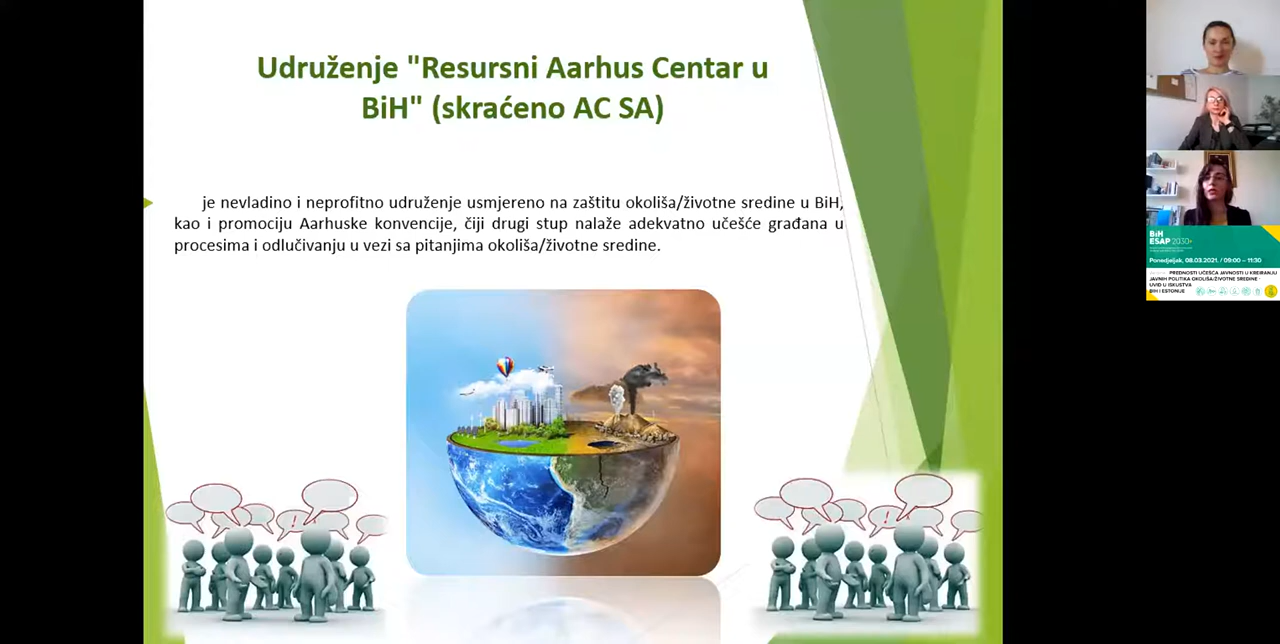 Udruženje "Resursni Aarhus Centar u
BiH" (skraćeno AC SA)
je nevladino i neprofitno udruženje usmjereno na zaštitu okoliša/životne sredine u BiH,
kao i promociju Aarhuske konvencije, čiji drugi stup nalaže adekvatno učešće građana u
procesima i odlučivanju u vezi sa pitanjima okoliša/životne sredine.
BiH
ESAP 2030+
Ponedjeljak, 08.03.2021. / 09:00 – 11:30
PREDNOSTI UČEŠĆA JAVNOSTI U KREIRANJU
JAVNIH POLITIKA OKOLIŠA/ŽIVOTNE SREDINE -
UVID U ISKUSTVA
BIH I ESTONIJE